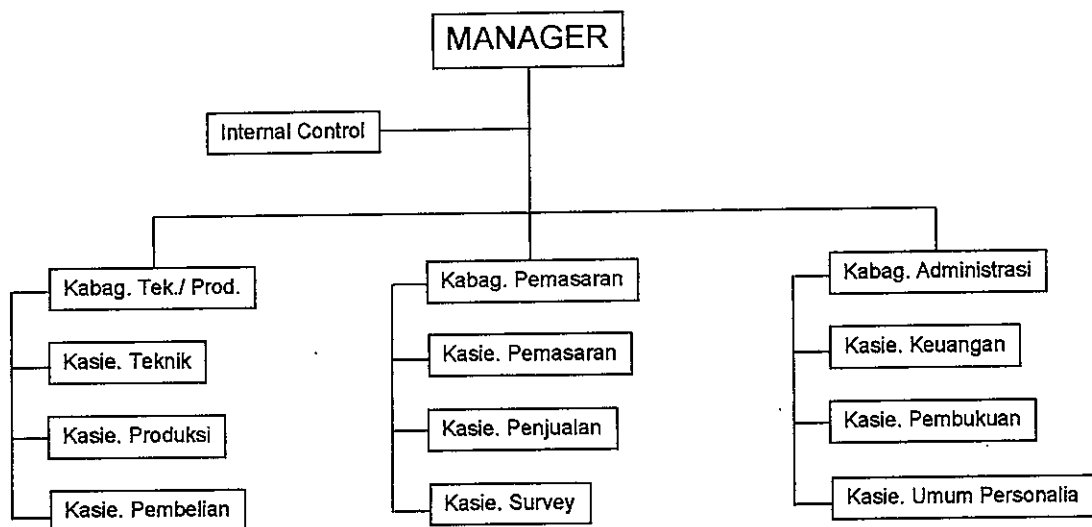 MANAGER
Internal Control
Kabag. Tek./ Prod.
Kasie. Teknik
Kasie. Produksi
Kasie. Pembelian
Kabag. Pemasaran
Kasie. Pemasaran
Kasie. Penjualan
Kasie. Survey
Kabag. Administrasi
Kasie. Keuangan
Kasie. Pembukuan
Kasie. Umum Personalia